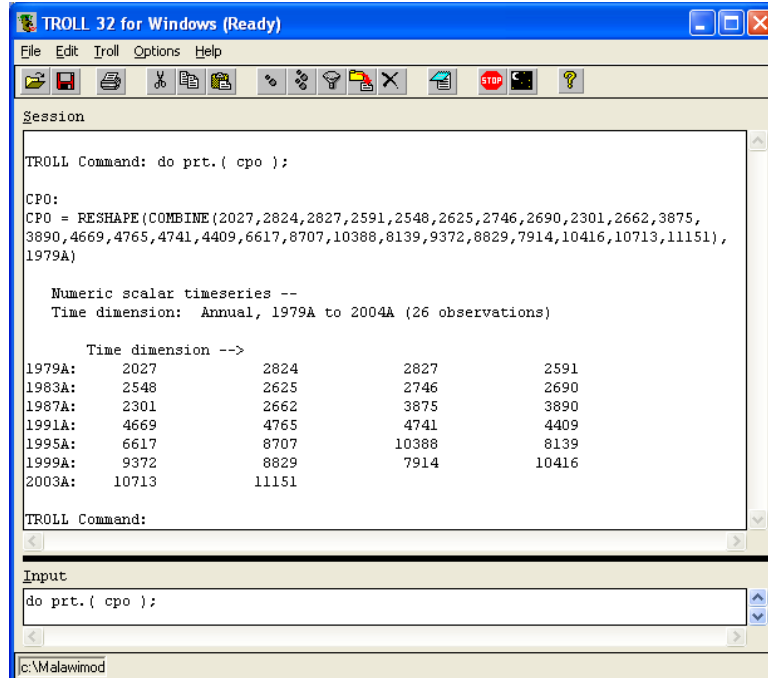 TROLL 32 for Windows (Ready)
File Edit Troll Options Help
STOP ?
Session
TROLL Command: do prt.( cpo );
CPO:
CPO = RESHAPE(COMBINE(2027,2824,2827,2591,2548,2625,2746,2690,2301,2662,3875,
3890,4669,4765,4741,4409,6617,8707,10388,8139,9372,8829,7914,10416,10713,11151),
1979A)
Numeric scalar timeseries --
Time dimension: Annual, 1979A to 2004A (26 observations)
Time dimension -->
1979A: 2027 2824 2827 2591
1983A: 2548 2625 2746 2690
1987A: 2301 2662 3875 3890
1991A: 4669 4765 4741 4409
1995A: 6617 8707 10388 8139
1999A: 9372 8829 7914 10416
2003A: 10713 11151
TROLL Command:
Input
do prt.( cpo );
c:\Malawimod